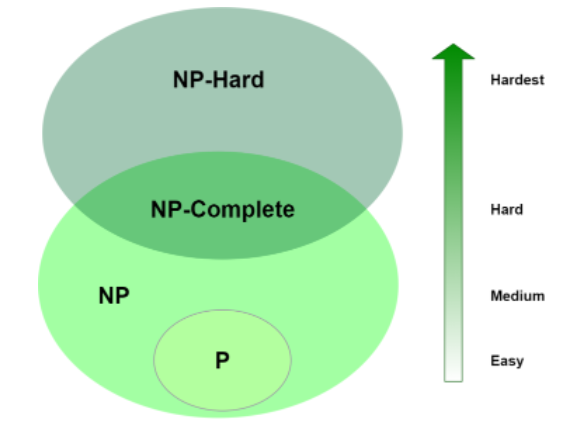 NP-Hard
Hardest
NP-Complete
Hard
NP
Medium
P
Easy